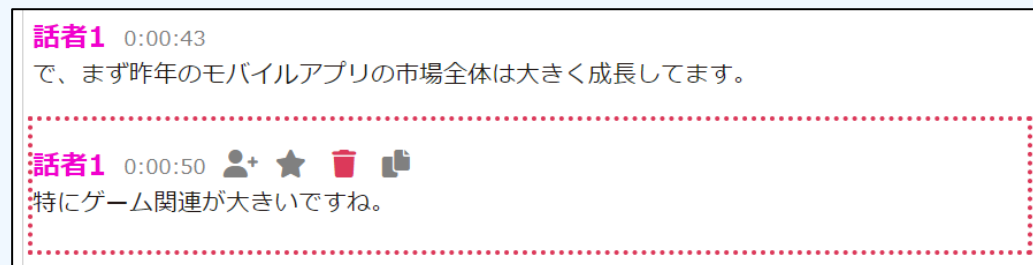 話者1 0:00:43
で、まず昨年のモバイルアプリの市場全体は大きく成長してます。
話者1 0:00:50
特にゲーム関連が大きいですね。